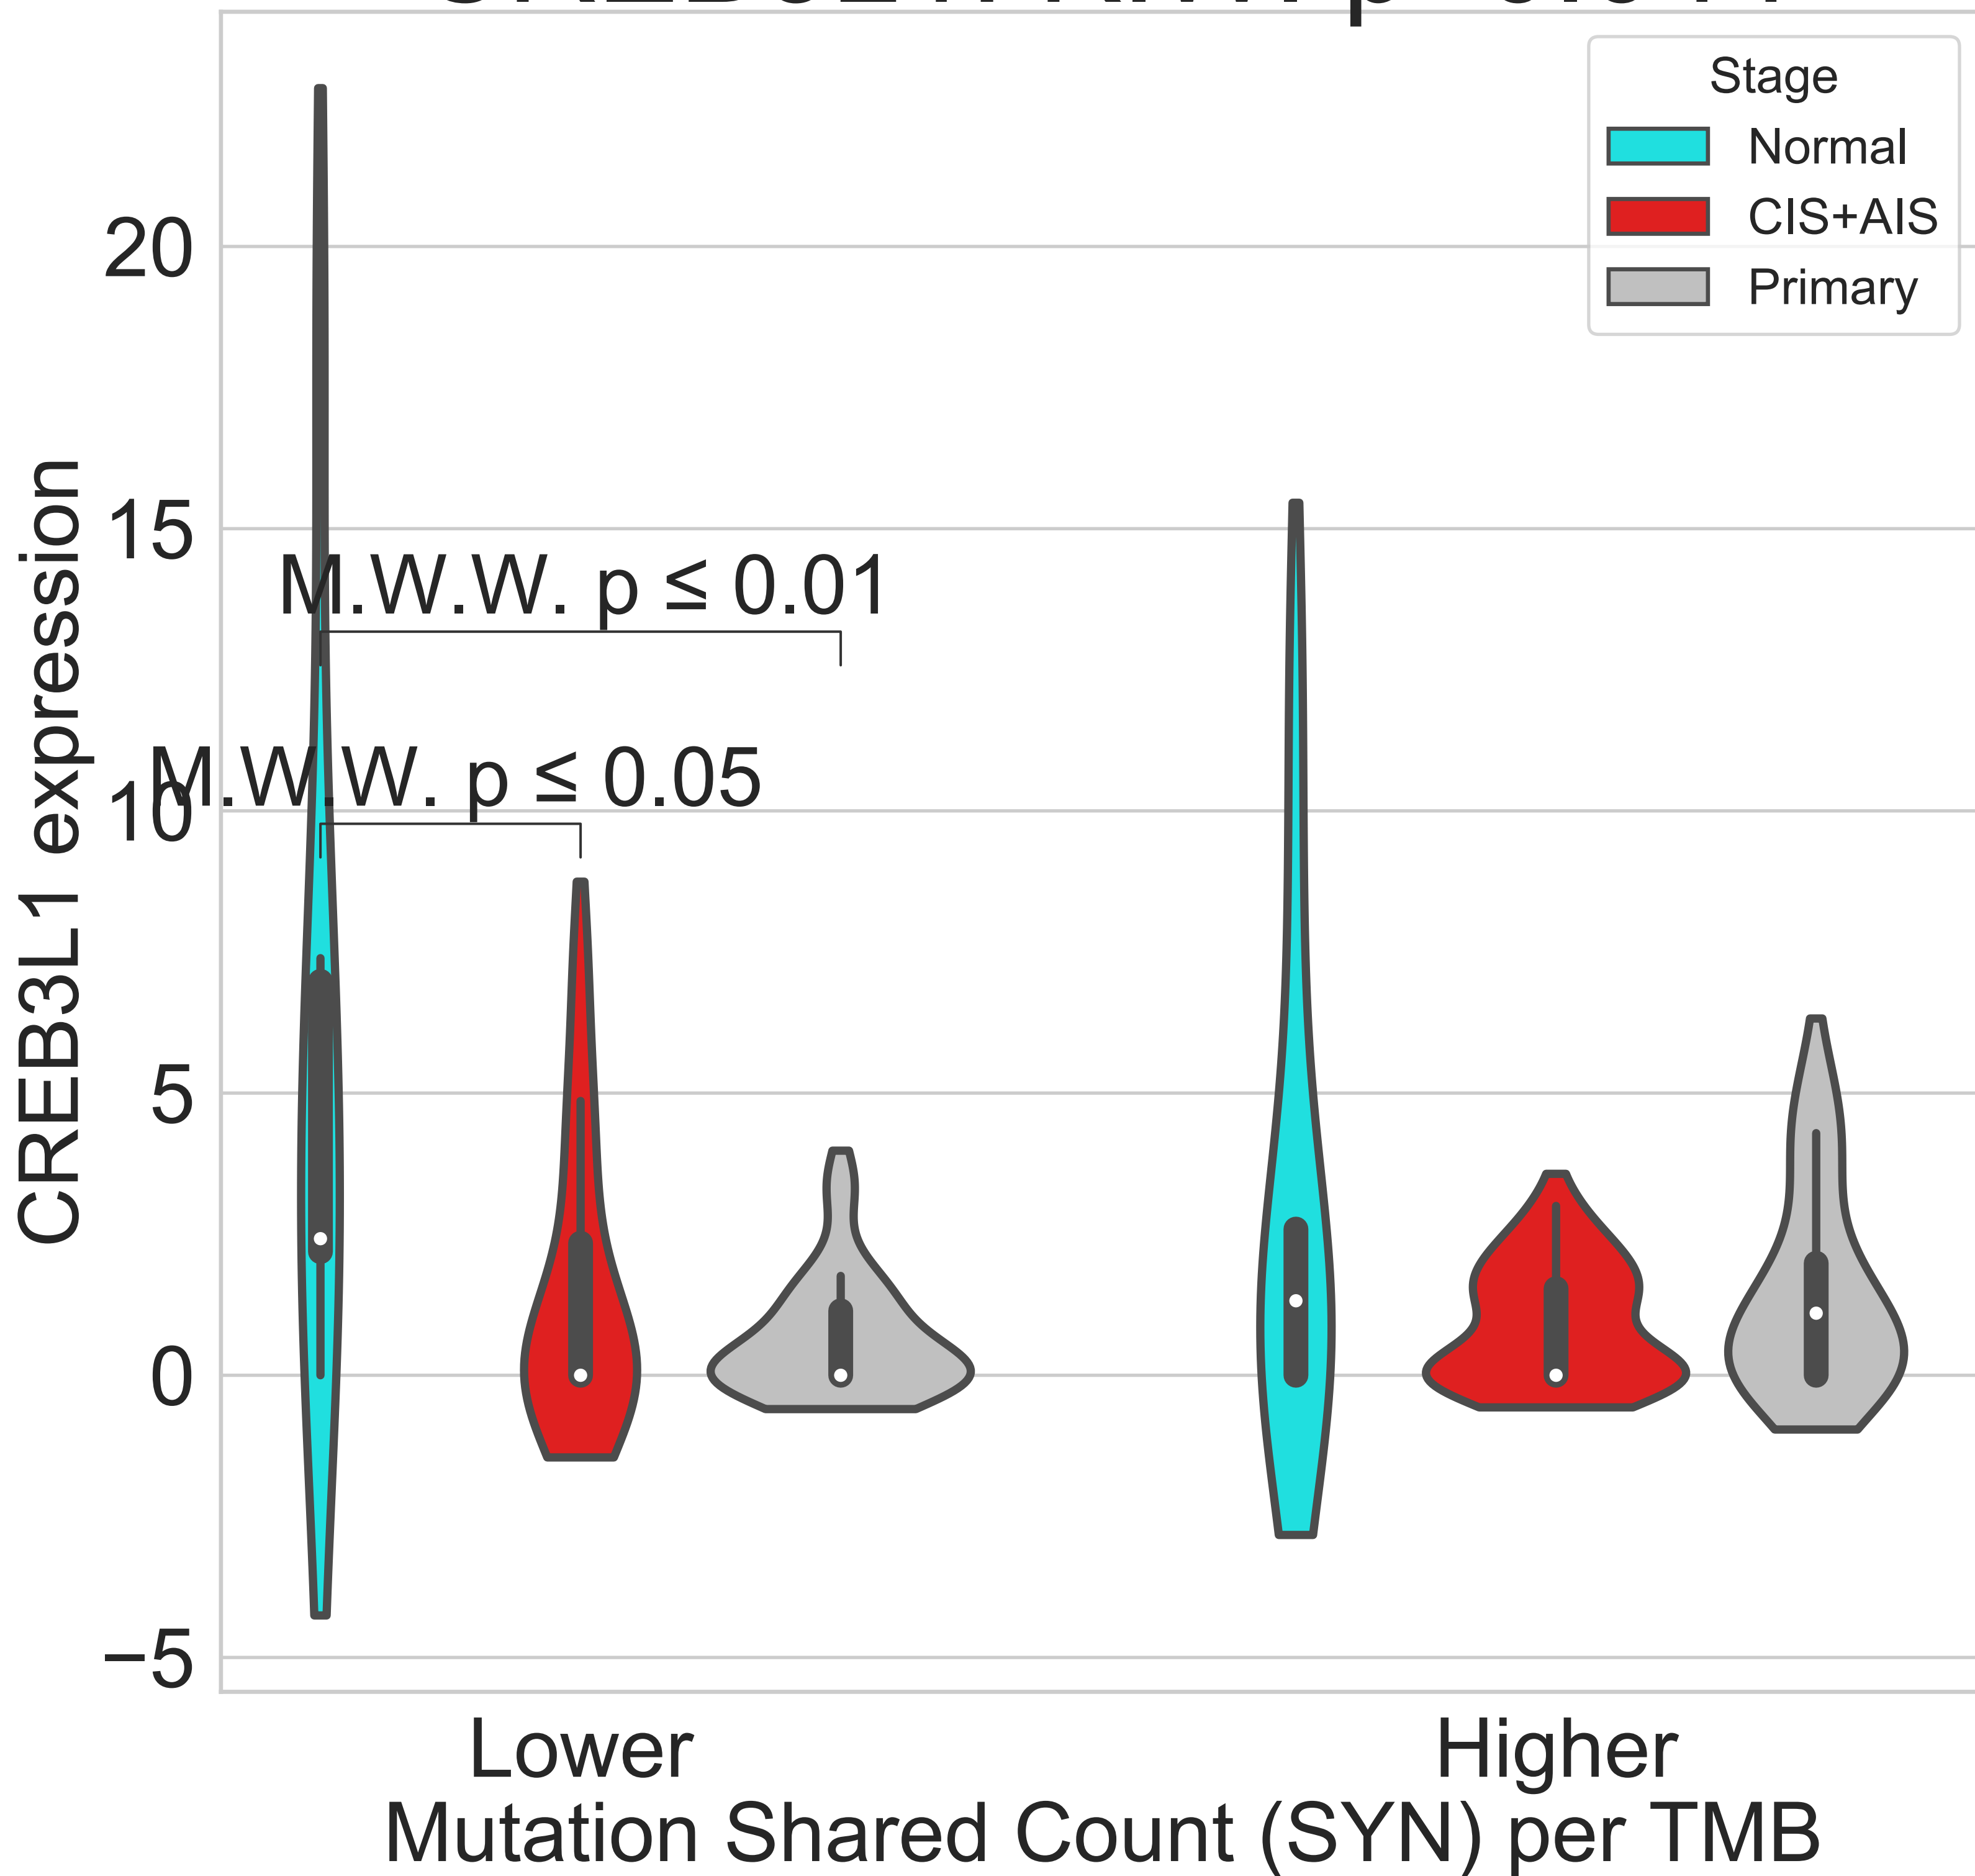 Stage
Normal
CIS+AIS
Primary
20
15
10
5
0
−5
CREB3L1 expression
M.W.W. p ≤ 0.01
M.W.W. p ≤ 0.05
Lower
Higher
Mutation Shared Count (SYN) per TMB